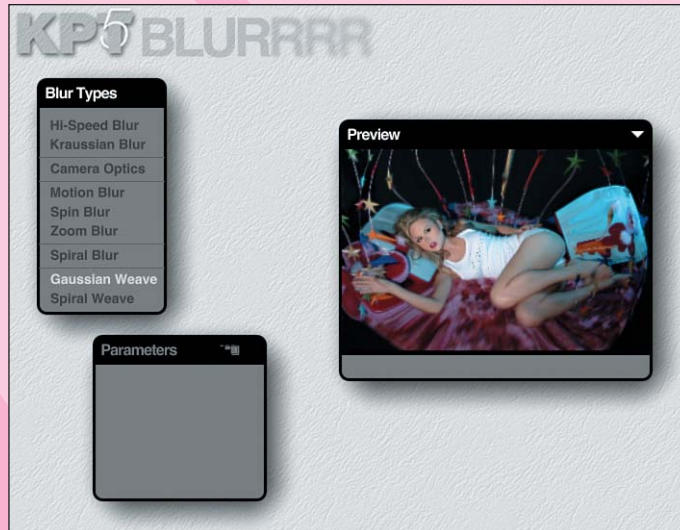 KPT5 BLURRRR
Blur Types
Hi-Speed Blur
Kraussian Blur
Camera Optics
Motion Blur
Spin Blur
Zoom Blur
Spiral Blur
Gaussian Weave
Spiral Weave
Preview
Parameters